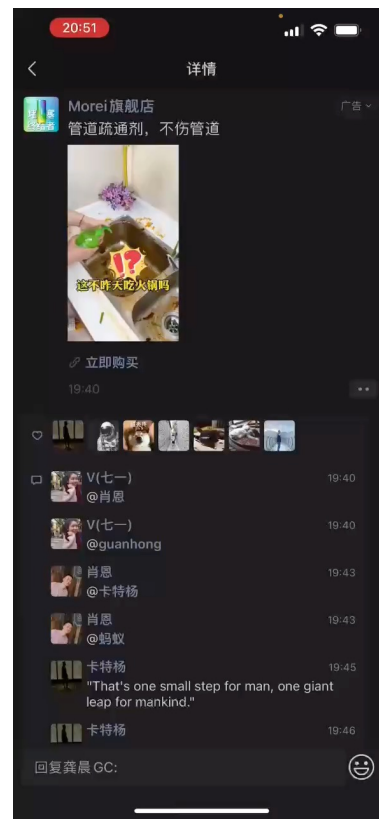 20:51
详情
Morei旗舰店
广告
管道疏通剂，不伤管道
!?
这不昨天吃火锅吗
立即购买
19:40
V(七一)
19:40
@肖恩
V(七一)
19:40
@guanhong
肖恩
19:43
@卡特杨
肖恩
19:43
@蚂蚁
卡特杨
19:45
"That's one small step for man, one giant
leap for mankind."
卡特杨
19:46
回复龚晨GC: